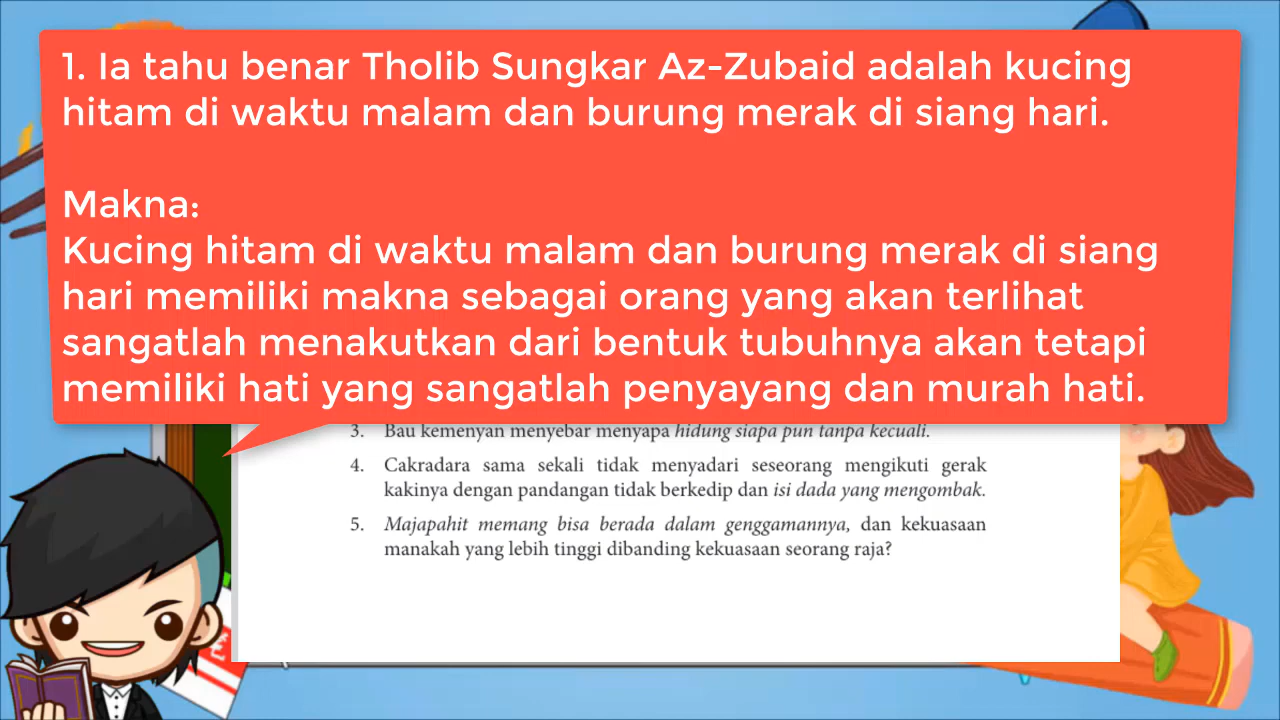 1. Ia tahu benar Tholib Sungkar Az-Zubaid adalah kucing
hitam di waktu malam dan burung merak di siang hari.
Makna:
Kucing hitam di waktu malam dan burung merak di siang
hari memiliki makna sebagai orang yang akan terlihat
sangatlah menakutkan dari bentuk tubuhnya akan tetapi
memiliki hati yang sangatlah penyayang dan murah hati.
3. Bau kemenyan menyebar menyapa hidung siapa pun tanpa kecuali.
4. Cakradara sama sekali tidak menyadari seseorang mengikuti gerak
kakinya dengan pandangan tidak berkedip dan isi dada yang mengombak.
5. Majapahit memang bisa berada dalam genggamannya, dan kekuasaan
manakah yang lebih tinggi dibanding kekuasaan seorang raja?